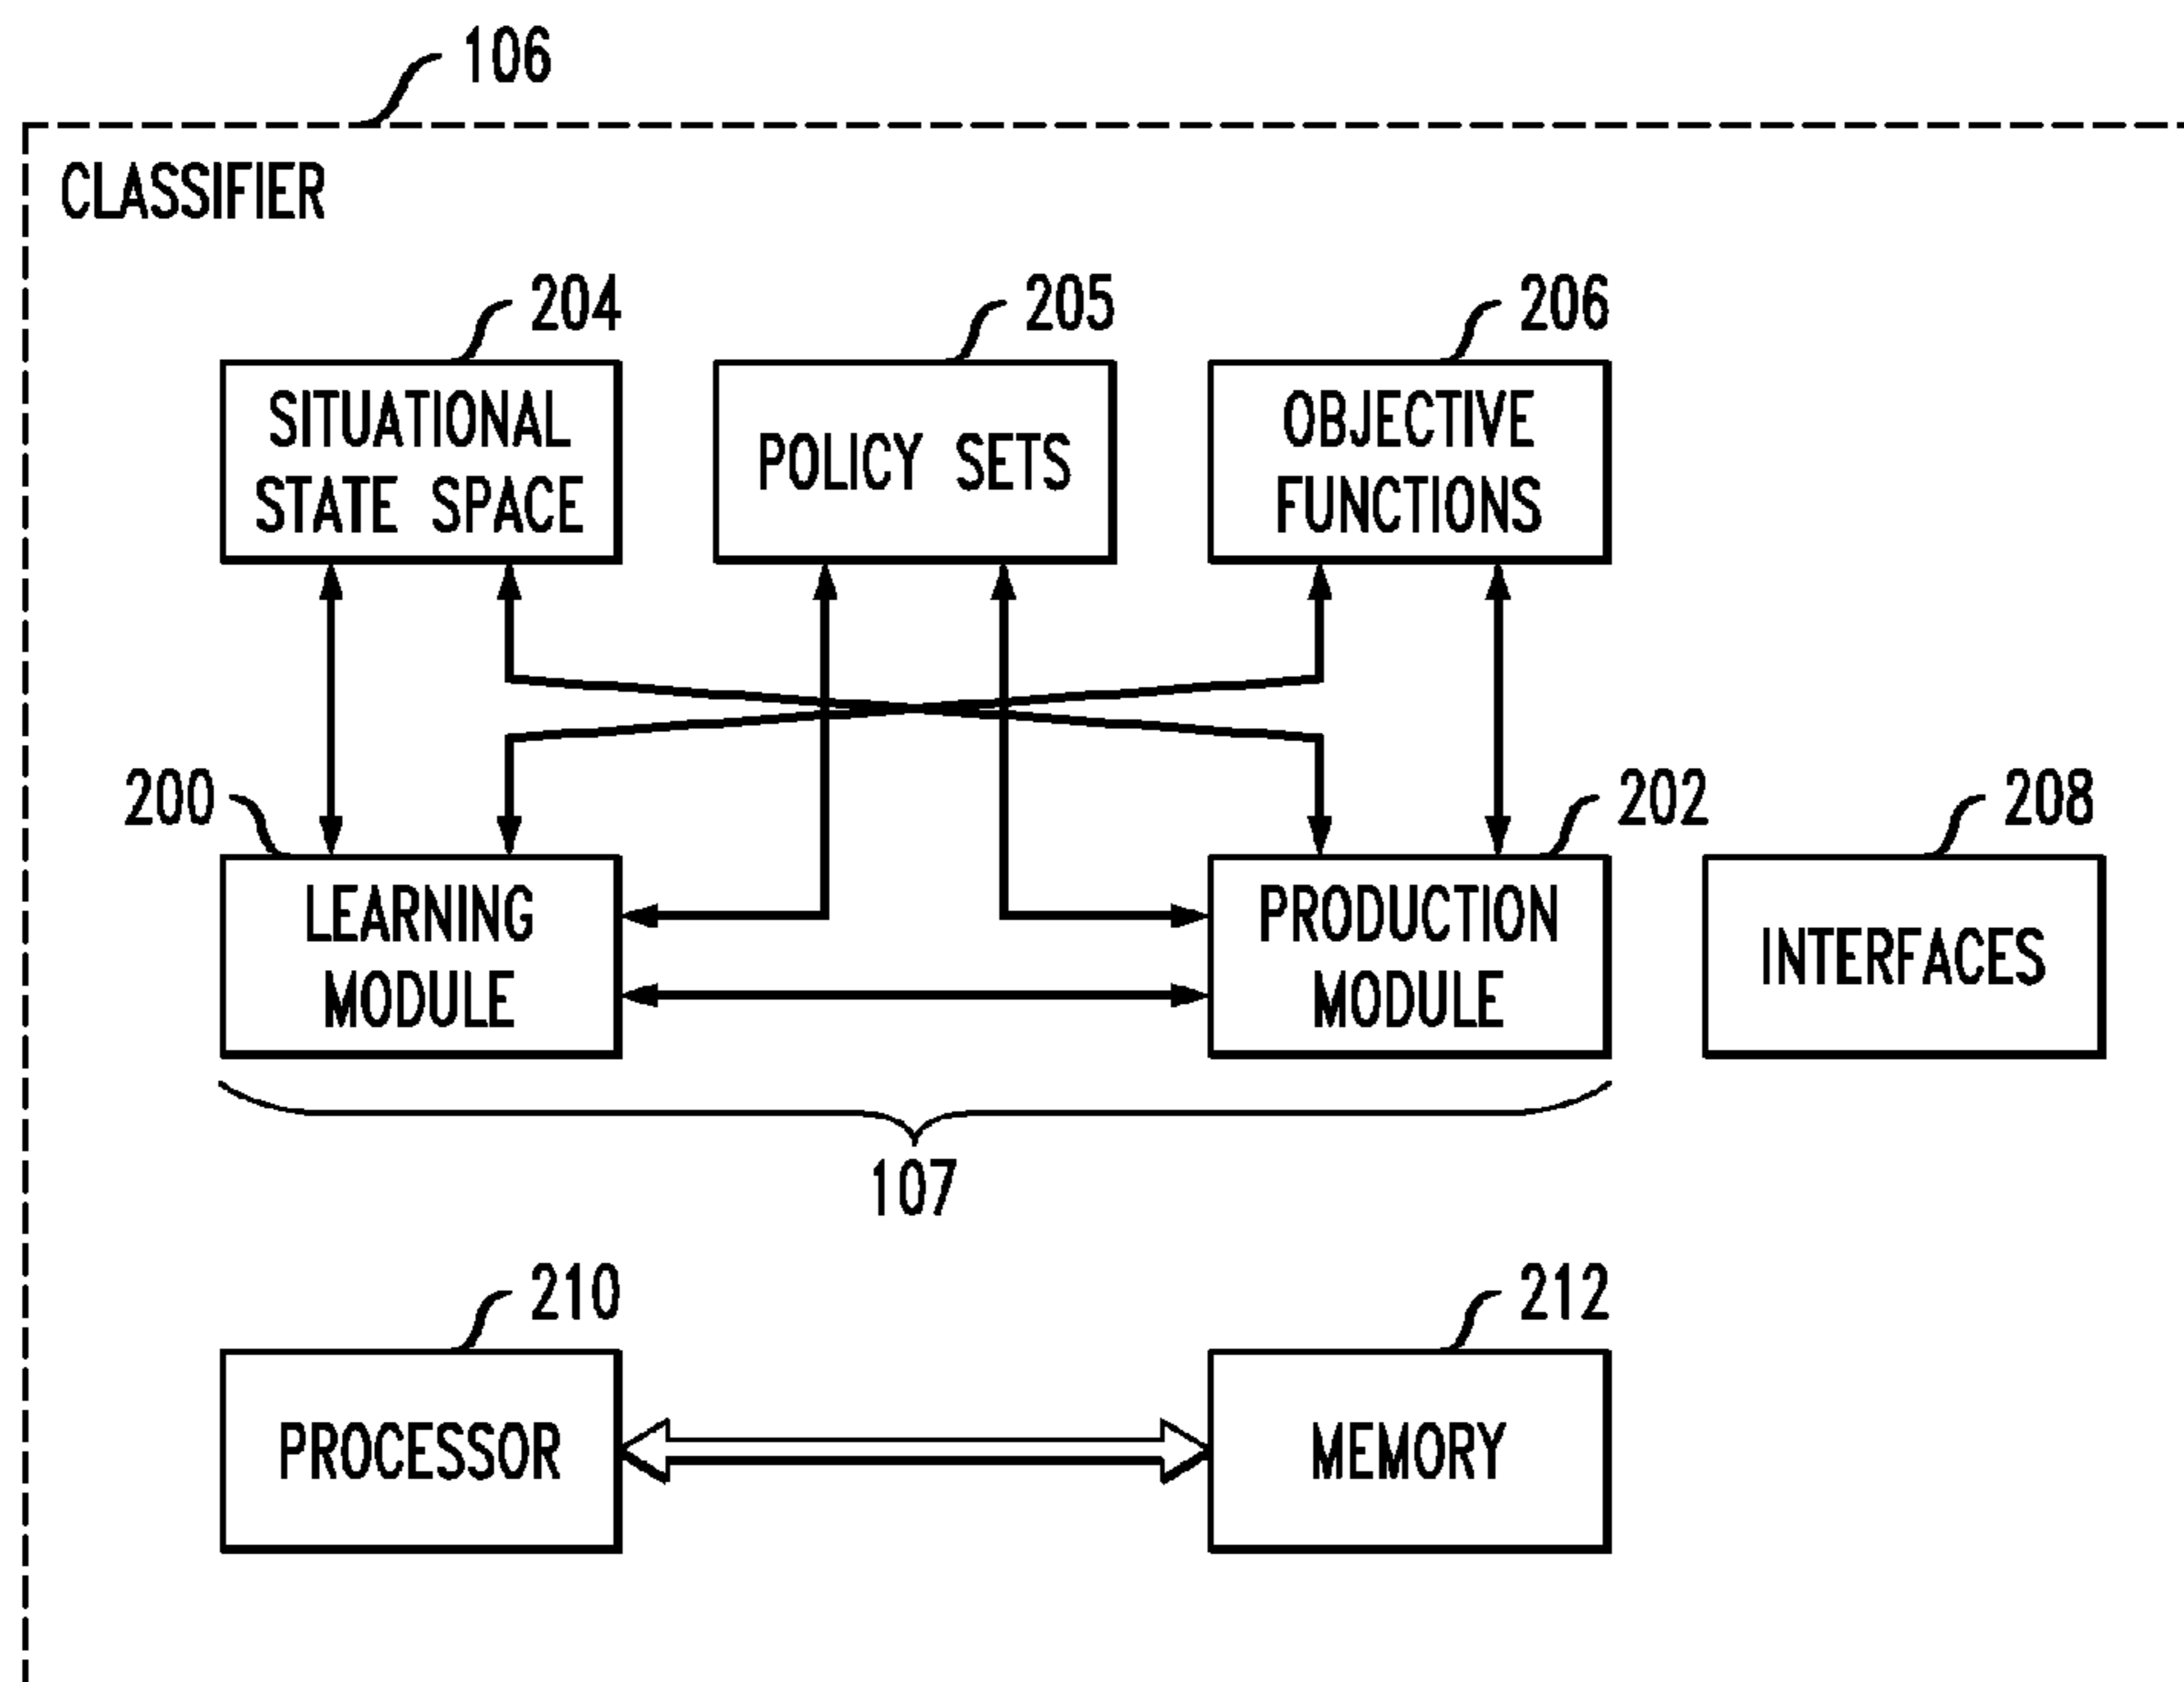 106
CLASSIFIER
204
205
206
SITUATIONAL
STATE SPACE
POLICY SETS
OBJECTIVE
FUNCTIONS
200
202
208
LEARNING
MODULE
PRODUCTION
MODULE
INTERFACES
107
210
212
PROCESSOR
MEMORY